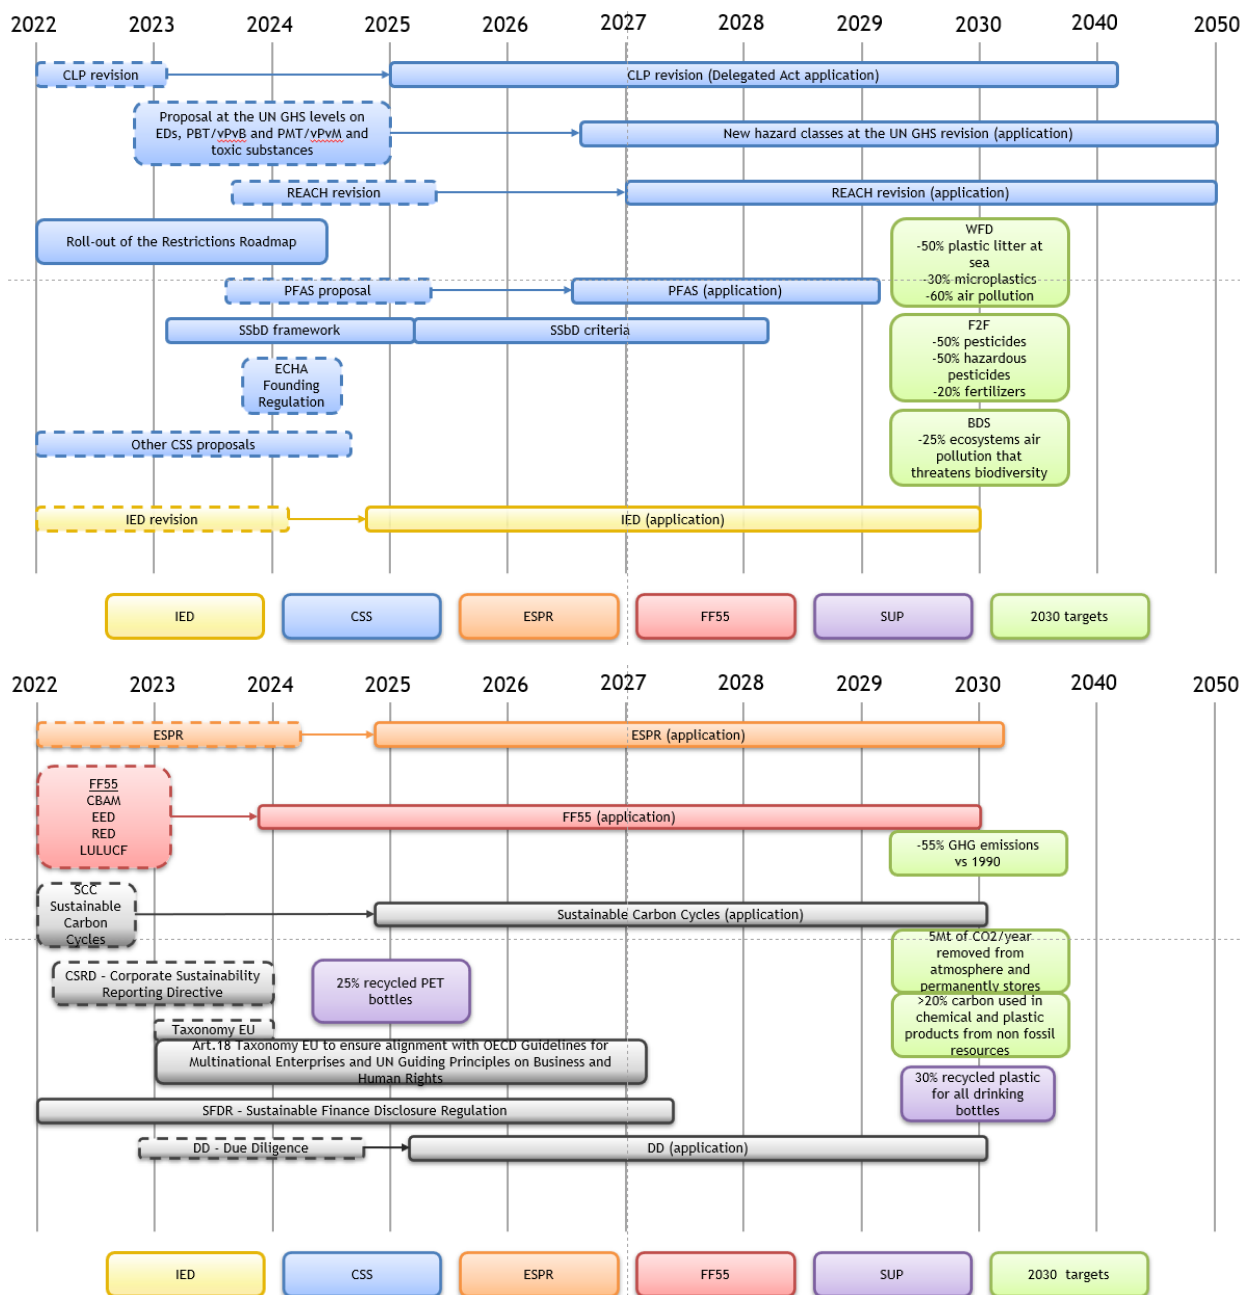 2022 2023 2024 2025 2026 2027 2028 2029 2030 2040 2050
CLP revision
CLP revision (Delegated Act application)
Proposal at the UN GHS levels on
EDs, PBT/vPvB and PMT/vPvM and
toxic substances
New hazard classes at the UN GHS revision (application)
REACH revision
REACH revision (application)
Roll-out of the Restrictions Roadmap
WFD
-50% plastic litter at
sea
-30% microplastics
-60% air pollution
PFAS proposal
PFAS (application)
SSbD framework
SSbD criteria
F2F
-50% pesticides
-50% hazardous
pesticides
-20% fertilizers
ECHA
Founding
Regulation
Other CSS proposals
BDS
-25% ecosystems air
pollution that
threatens biodiversity
IED revision
IED (application)
IED
CSS
ESPR
FF55
SUP
2030 targets
2022 2023 2024 2025 2026 2027 2028 2029 2030 2040 2050
ESPR
ESPR (application)
FF55
CBAM
EED
RED
LULUCF
FF55 (application)
-55% GHG emissions
vs 1990
SCC
Sustainable
Carbon
Cycles
Sustainable Carbon Cycles (application)
5Mt of CO2/year
removed from
atmosphere and
permanently stores
CSRD - Corporate Sustainability
Reporting Directive
25% recycled PET
bottles
>20% carbon used in
chemical and plastic
products from non fossil
resources
Taxonomy EU
Art.18 Taxonomy EU to ensure alignment with OECD Guidelines for
Multinational Enterprises and UN Guiding Principles on Business and
Human Rights
30% recycled plastic
for all drinking
bottles
SFDR - Sustainable Finance Disclosure Regulation
DD - Due Diligence
DD (application)
IED
CSS
ESPR
FF55
SUP
2030 targets